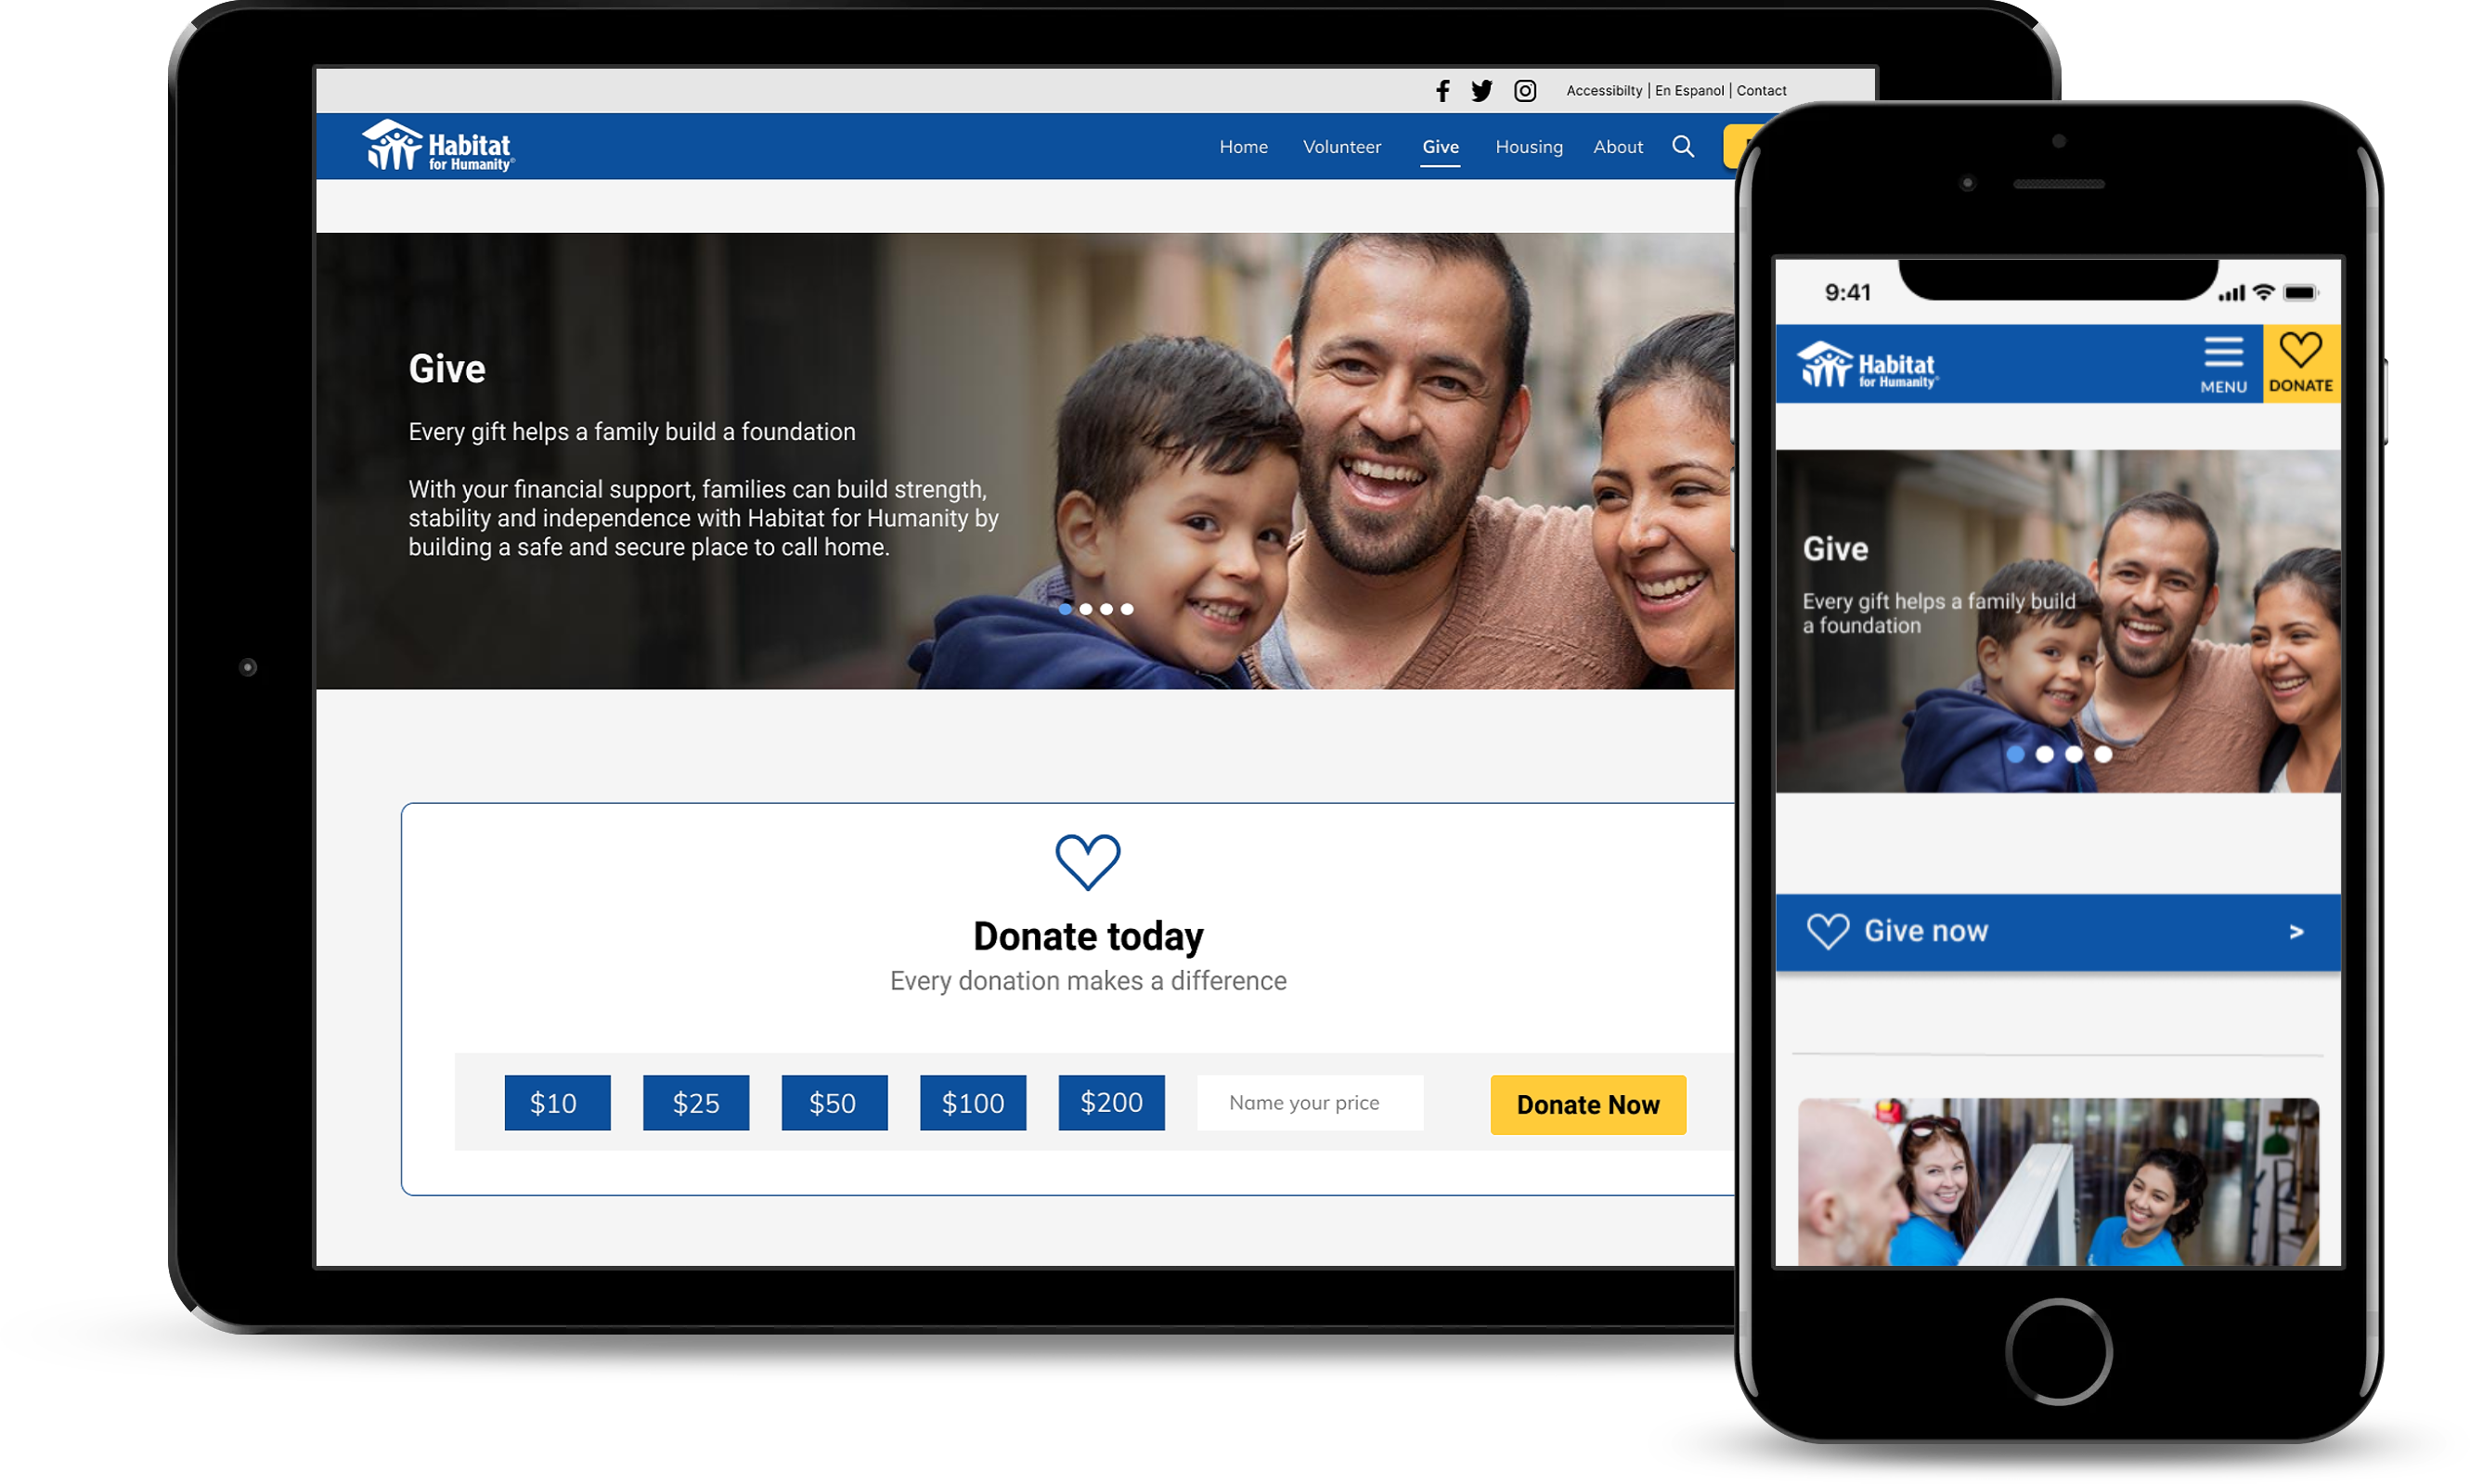 Accessibilty | En Espanol | Contact
Habitat
for Humanity®
Home Volunteer Give Housing About
Give
Every gift helps a family build a foundation
With your financial support, families can build strength,
stability and independence with Habitat for Humanity by
building a safe and secure place to call home.
Donate today
Every donation makes a difference
$10 $25 $50 $100 $200 Name your price Donate Now
9:41
Habitat
for Humanity®
MENU DONATE
Give
Every gift helps a family build
a foundation
Give now >